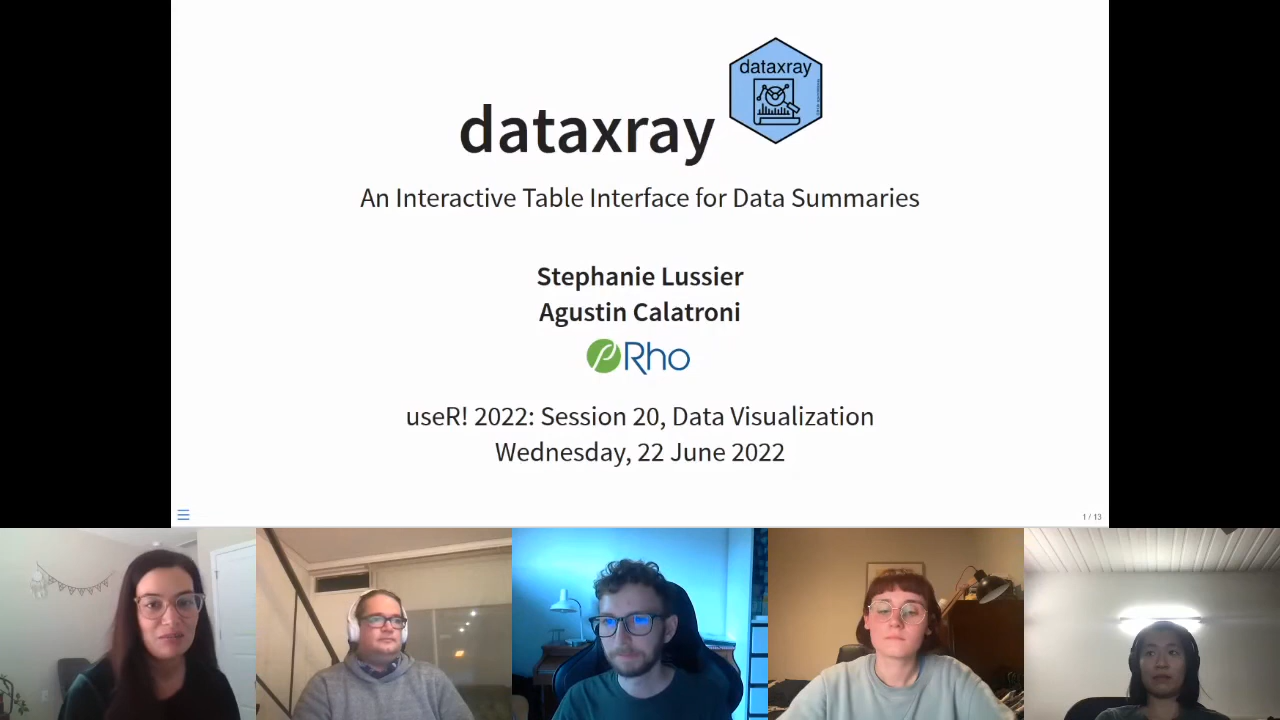 dataxray
dataxray
An Interactive Table Interface for Data Summaries
Stephanie Lussier
Agustin Calatroni
Rho
useR! 2022: Session 20, Data Visualization
Wednesday, 22 June 2022
1 / 13